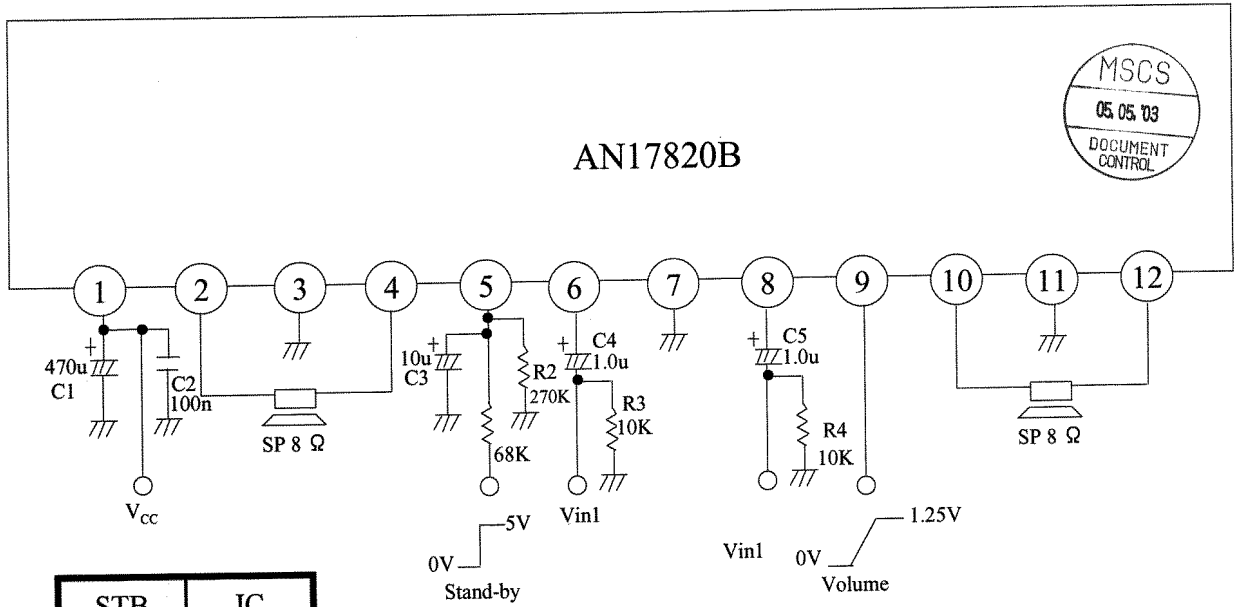 MSCS
05. 05. '03
DOCUMENT
CONTROL
AN17820B
1 2 3 4 5 6 7 8 9 10 11 12
+
470u
C1
C2
100n
SP 8 Ω
VCC
+
10u
C3
R2
270K
68K
5V
0V
Stand-by
+
C4
1.0u
R3
10K
Vin1
+
C5
1.0u
R4
10K
Vin1
1.25V
0V
Volume
SP 8 Ω
STB
IC